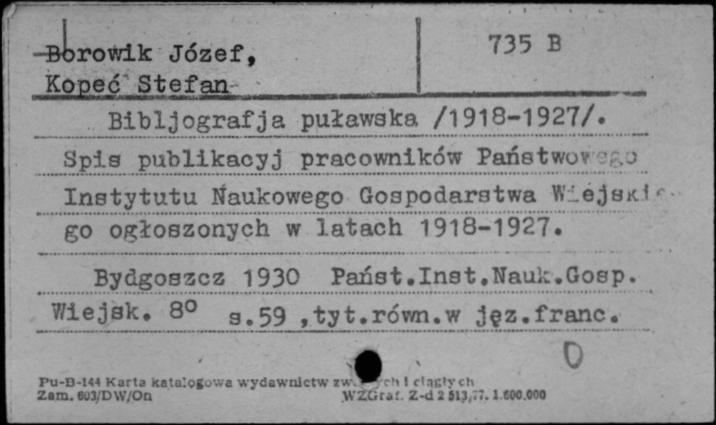 Borowik Józef, 735 B
Kopeć Stefan
Bibljografja puławska /1918-1927/.
Spis publikacyj pracowników Państwowego
Instytutu Naukowego Gospodarstwa Wiejskie-
go ogłoszonych w latach 1918-1927.
Bydgoszcz 1930 Państ.Inst.Nauk.Gosp.
Wiejsk. 8° s.59 ,tyt.równ.w jęz.franc.
D
Pu-B-144 Karta katalogowa wydawnictw i ciągłych
Zam. 603/DW/On WZGraf. Z-d 2 513,77. 1.600.000